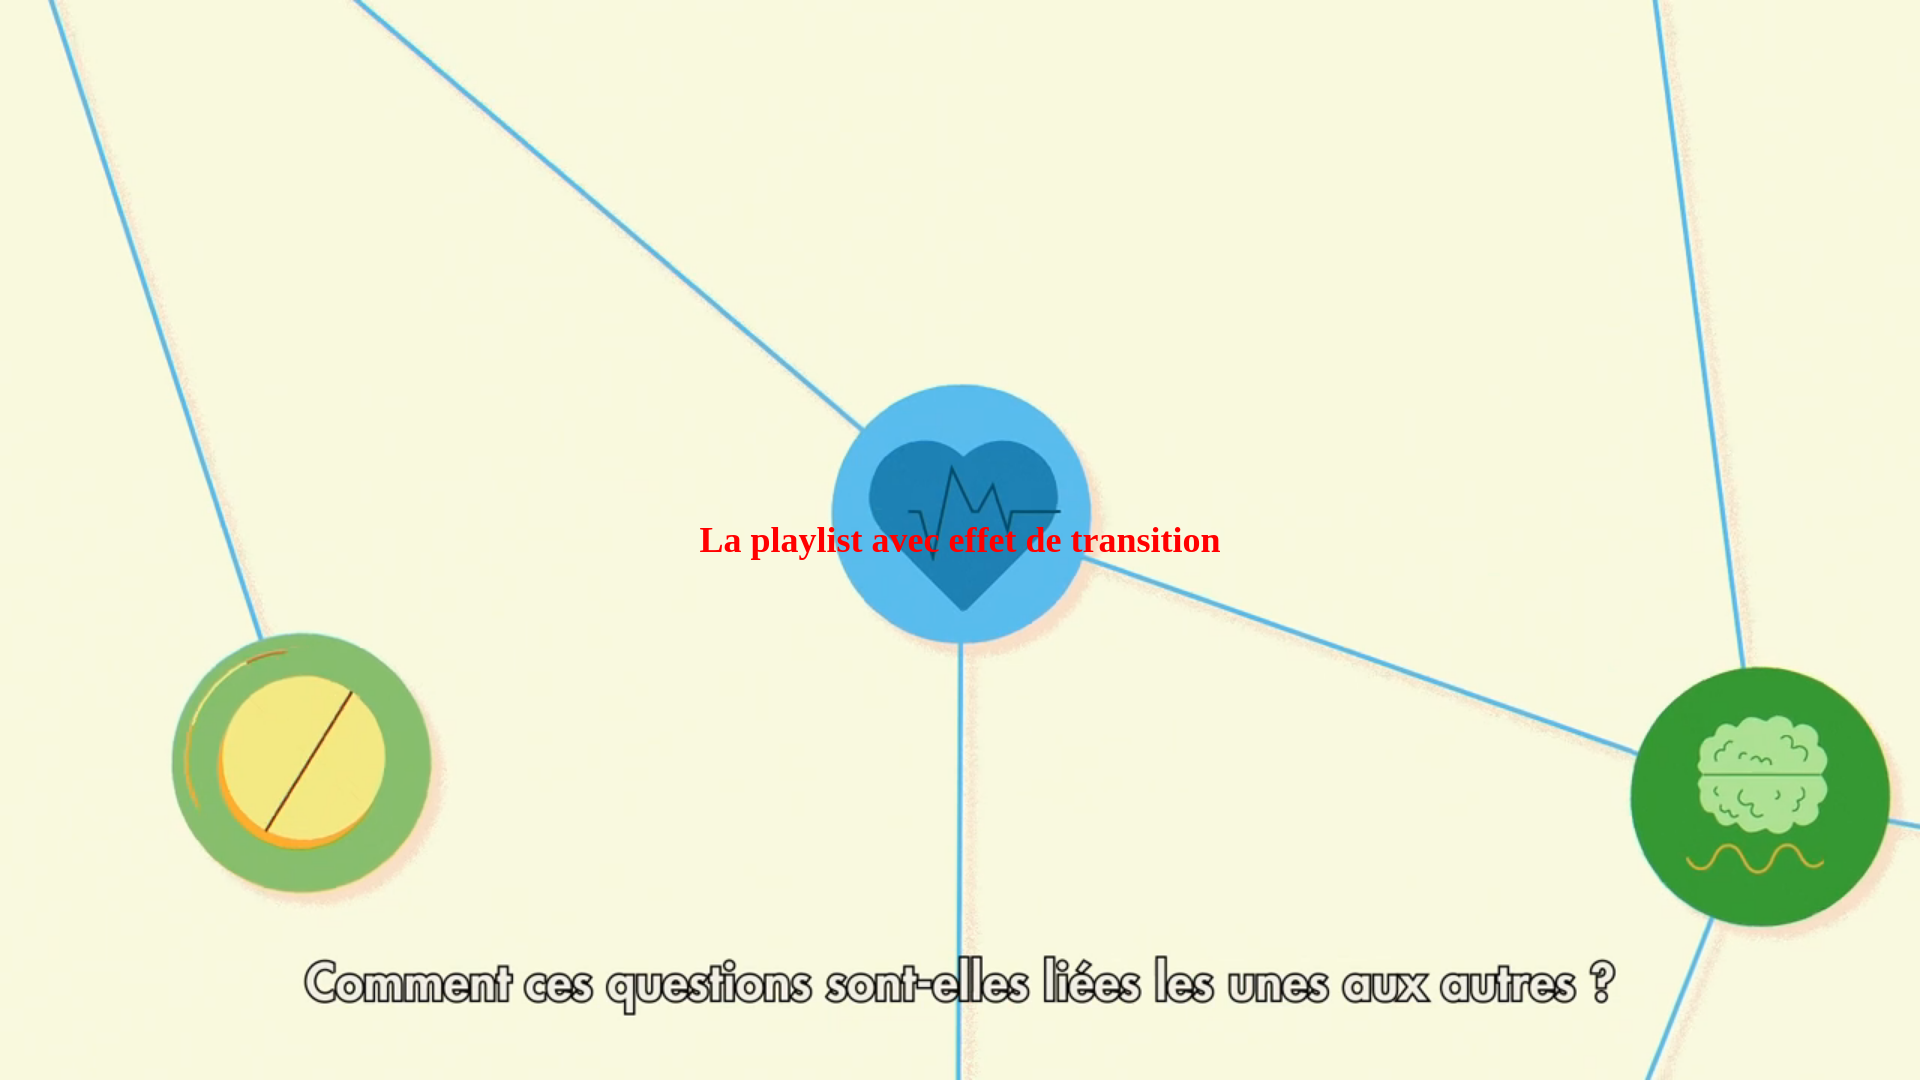 La playlist avec effet de transition
Comment ces questions sont-elles liées les unes aux autres ?